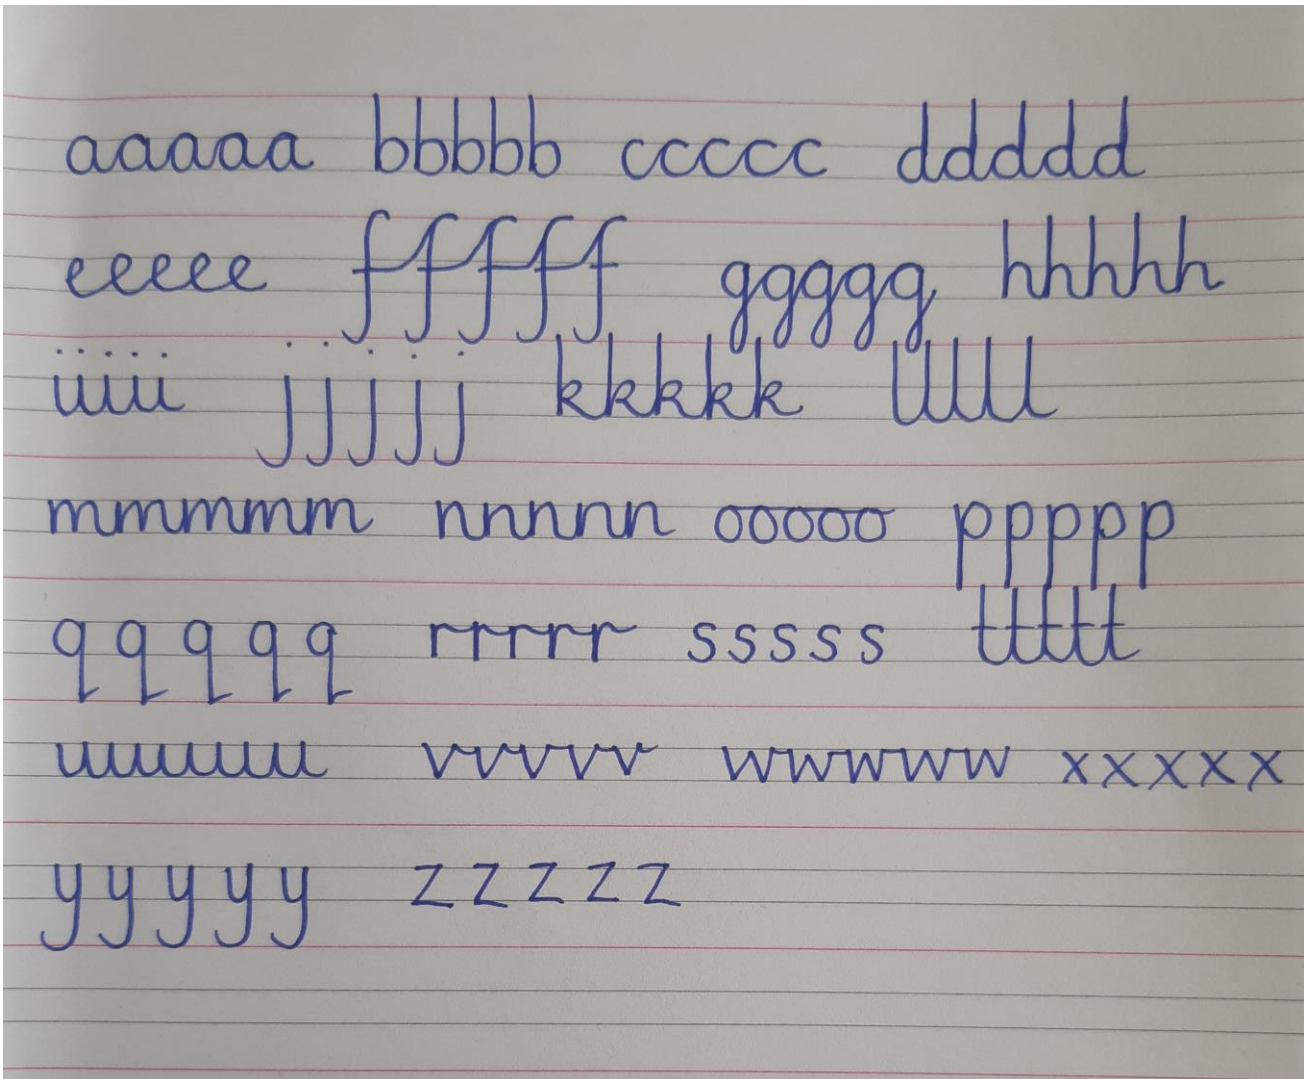 aaaaa bbbbb ccccc ddddd
eeeee fffff ggggg hhhhh
iiiii jjjjj kkkkk lllll
mmmmm nnnnn ooooo ppppp
qqqqq rrrrr sssss ttttt
uuuuu vvvvv wwwww xxxxx
yyyyy zzzzz